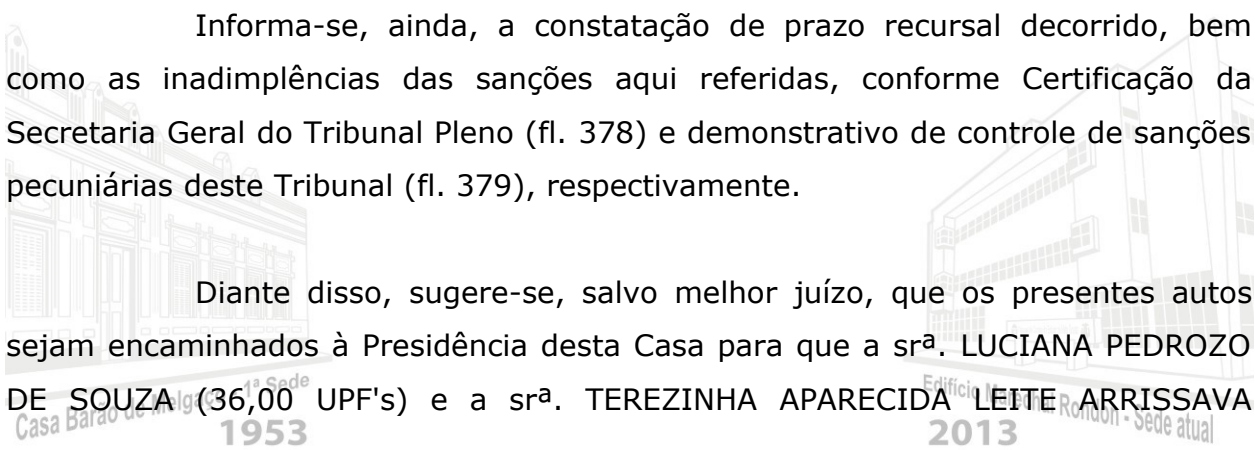 Informa-se, ainda, a constatação de prazo recursal decorrido, bem
como as inadimplências das sanções aqui referidas, conforme Certificação da
Secretaria Geral do Tribunal Pleno (fl. 378) e demonstrativo de controle de sanções
pecuniárias deste Tribunal (fl. 379), respectivamente.
Diante disso, sugere-se, salvo melhor juízo, que os presentes autos
sejam encaminhados à Presidência desta Casa para que a srª. LUCIANA PEDROZO
DE SOUZA (36,00 UPF's) e a srª. TEREZINHA APARECIDA LEITE ARRISSAVA
Casa Barão de Melgaço - 1ª Sede
1953
Edifício Marechal Rondon - Sede atual
2013